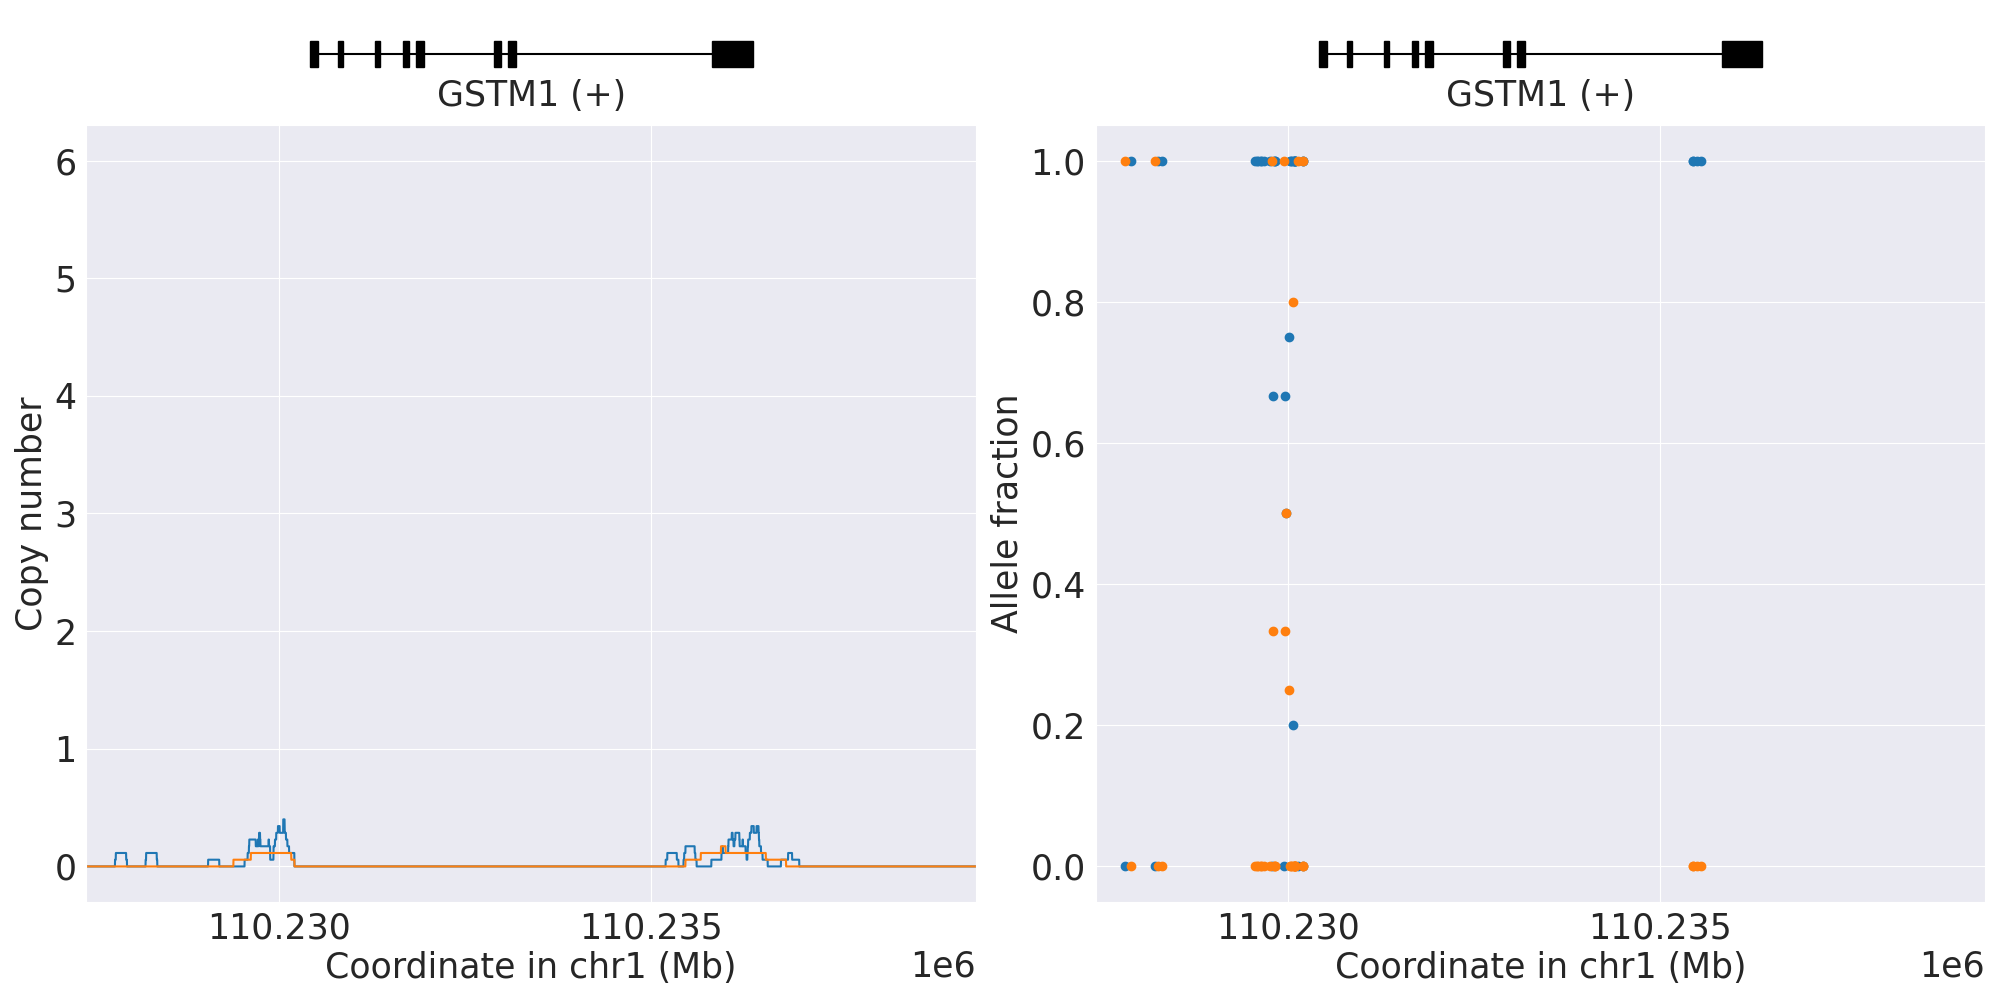 GSTM1 (+)
6
5
4
3
2
1
0
Copy number
110.230
110.235
Coordinate in chr1 (Mb)
1e6
GSTM1 (+)
1.0
0.8
0.6
0.4
0.2
0.0
Allele fraction
110.230
110.235
Coordinate in chr1 (Mb)
1e6